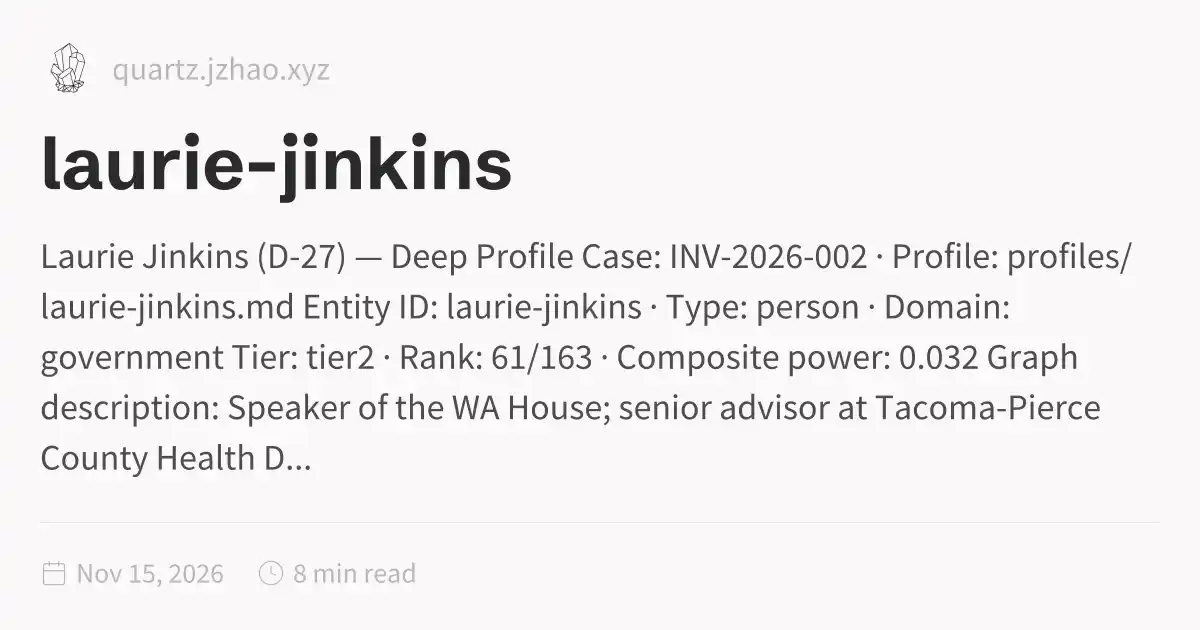 quartz.jzhao.xyz
laurie-jinkins
Laurie Jinkins (D-27) — Deep Profile Case: INV-2026-002 · Profile: profiles/
laurie-jinkins.md Entity ID: laurie-jinkins · Type: person · Domain:
government Tier: tier2 · Rank: 61/163 · Composite power: 0.032 Graph
description: Speaker of the WA House; senior advisor at Tacoma-Pierce
County Health D...
Nov 15, 2026 8 min read